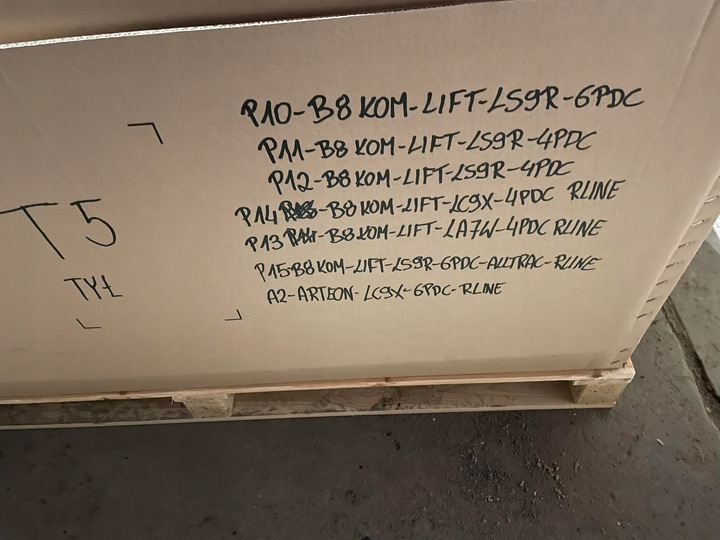 P10-B8 KOM-LIFT-LS9R-6PDC
P11-B8 KOM-LIFT-LS9R-4PDC
P12-B8 KOM-LIFT-LS9R-4PDC
P14 -B8 KOM-LIFT-LC9X-4PDC RLINE
P13 -B8 KOM-LIFT-LA7W-4PDC RLINE
P15-B8 KOM-LIFT-LS9R-6PDC-ALLTRAC-RLINE
A2-ARTEON-LC9X-6PDC-RLINE
T5
TYŁ